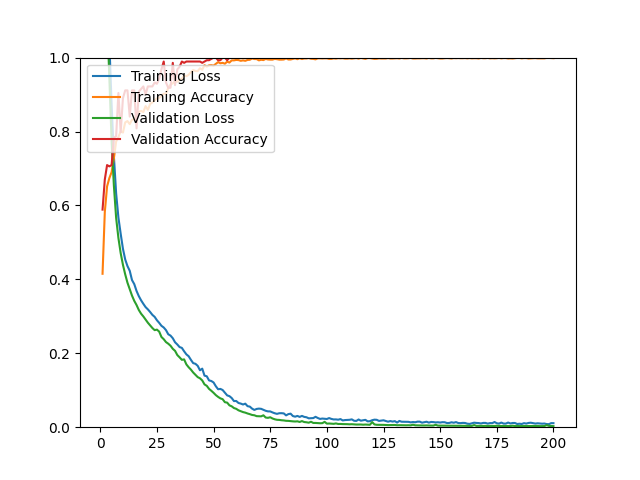 1.0
0.8
0.6
0.4
0.2
0.0
0 25 50 75 100 125 150 175 200
Training Loss
Training Accuracy
Validation Loss
Validation Accuracy